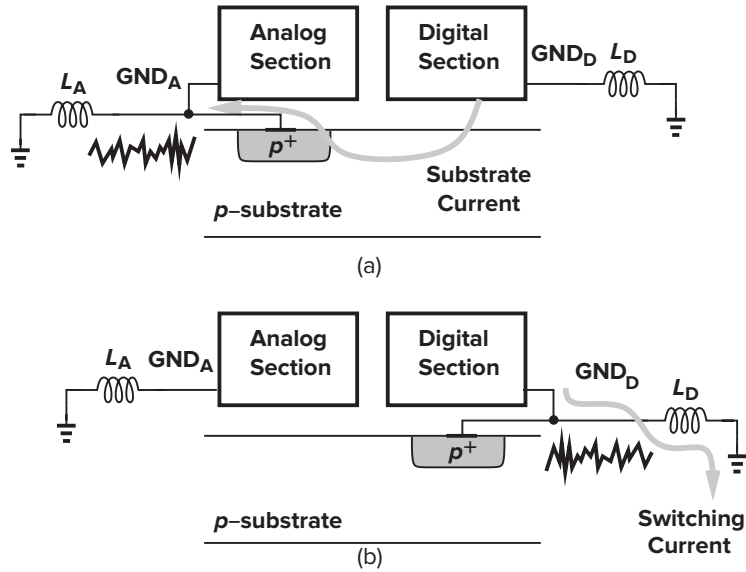 Analog
Section
Digital
Section
L_A
GND_A
GND_D
L_D
p+
Substrate
Current
p–substrate
(a)
Analog
Section
Digital
Section
L_A
GND_A
GND_D
L_D
p+
p–substrate
Switching
Current
(b)